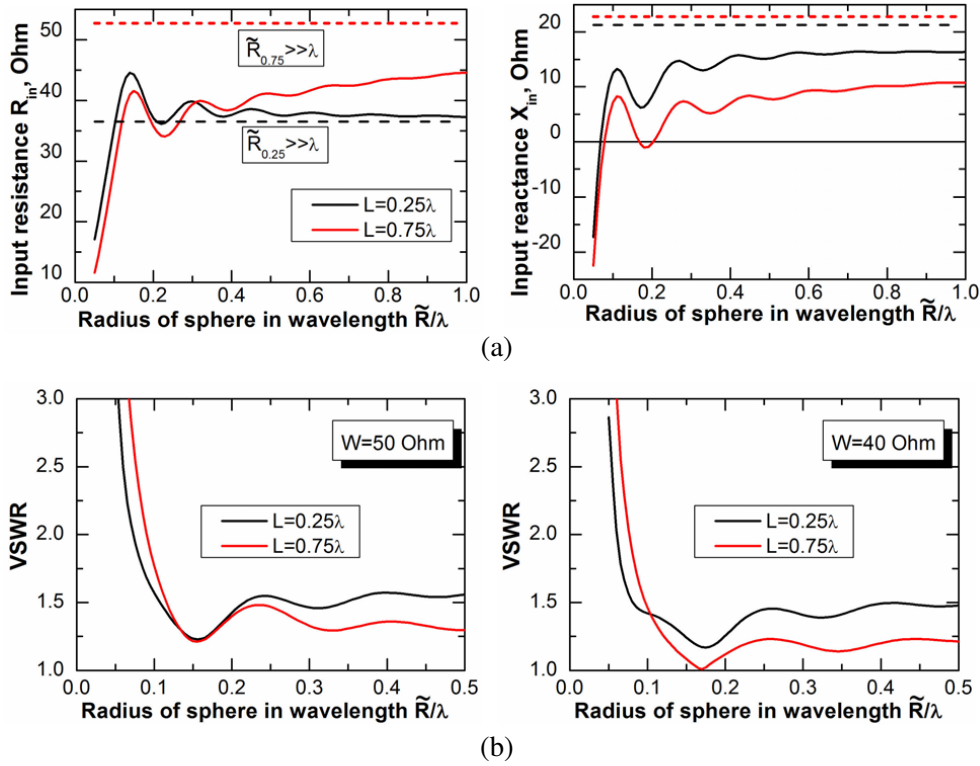 Input resistance R_in, Ohm
50
40
30
20
10
R̃_0.75>>λ
R̃_0.25>>λ
L=0.25λ
L=0.75λ
0.0 0.2 0.4 0.6 0.8 1.0
Radius of sphere in wavelength R̃/λ
Input reactance X_in, Ohm
20
10
0
-10
-20
0.0 0.2 0.4 0.6 0.8 1.0
Radius of sphere in wavelength R̃/λ
(a)
VSWR
3.0
2.5
2.0
1.5
1.0
W=50 Ohm
L=0.25λ
L=0.75λ
0.0 0.1 0.2 0.3 0.4 0.5
Radius of sphere in wavelength R̃/λ
VSWR
3.0
2.5
2.0
1.5
1.0
W=40 Ohm
L=0.25λ
L=0.75λ
0.0 0.1 0.2 0.3 0.4 0.5
Radius of sphere in wavelength R̃/λ
(b)